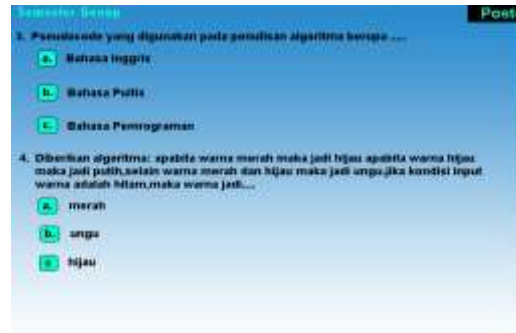 Semester Genap
Post
3. Pseudocode yang digunakan pada penulisan algoritma berupa ....
a. Bahasa Inggris
b. Bahasa Puitis
c. Bahasa Pemrograman
4. Diberikan algoritma: apabila warna merah maka jadi hijau apabila warna hijau
maka jadi putih,selain warna merah dan hijau maka jadi ungu.jika kondisi input
warna adalah hitam,maka warna jadi....
a. merah
b. ungu
c hijau